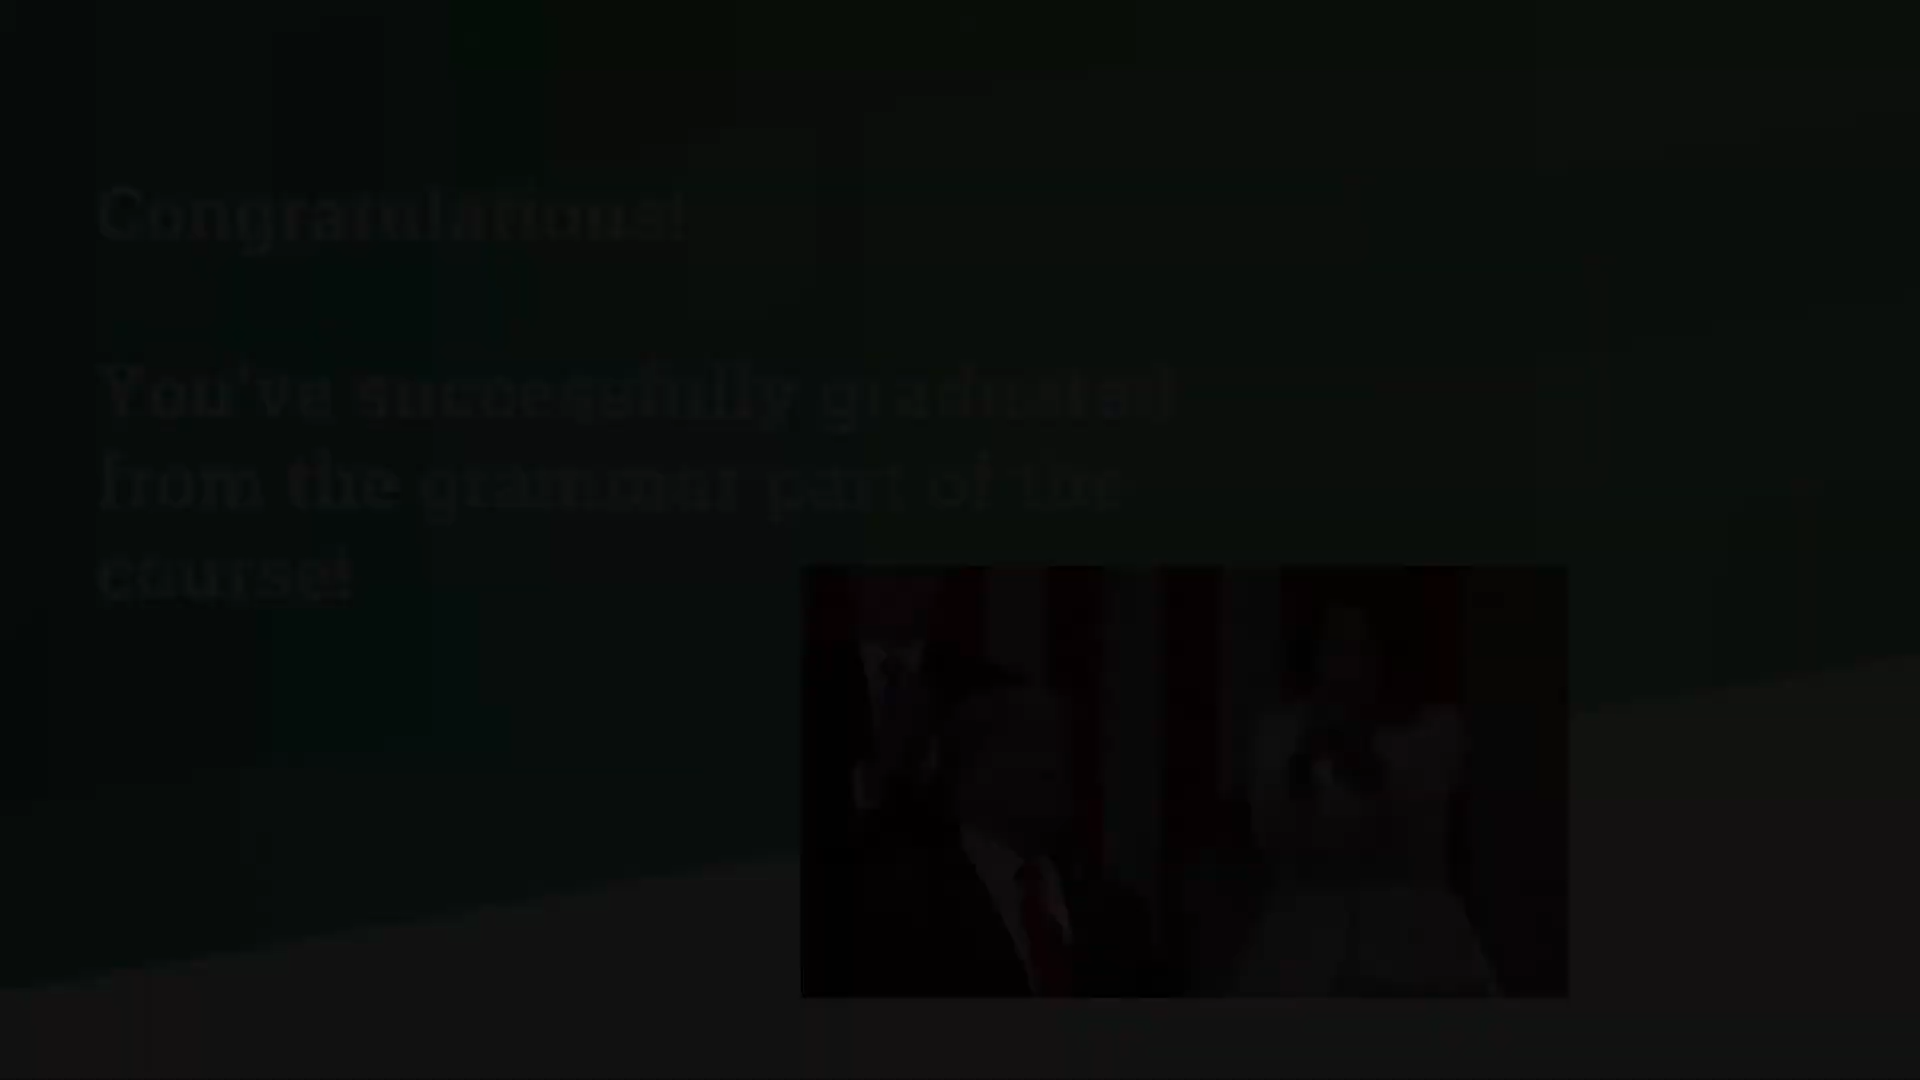 Congratulations!
You've successfully graduated
from the grammar part of the
course!